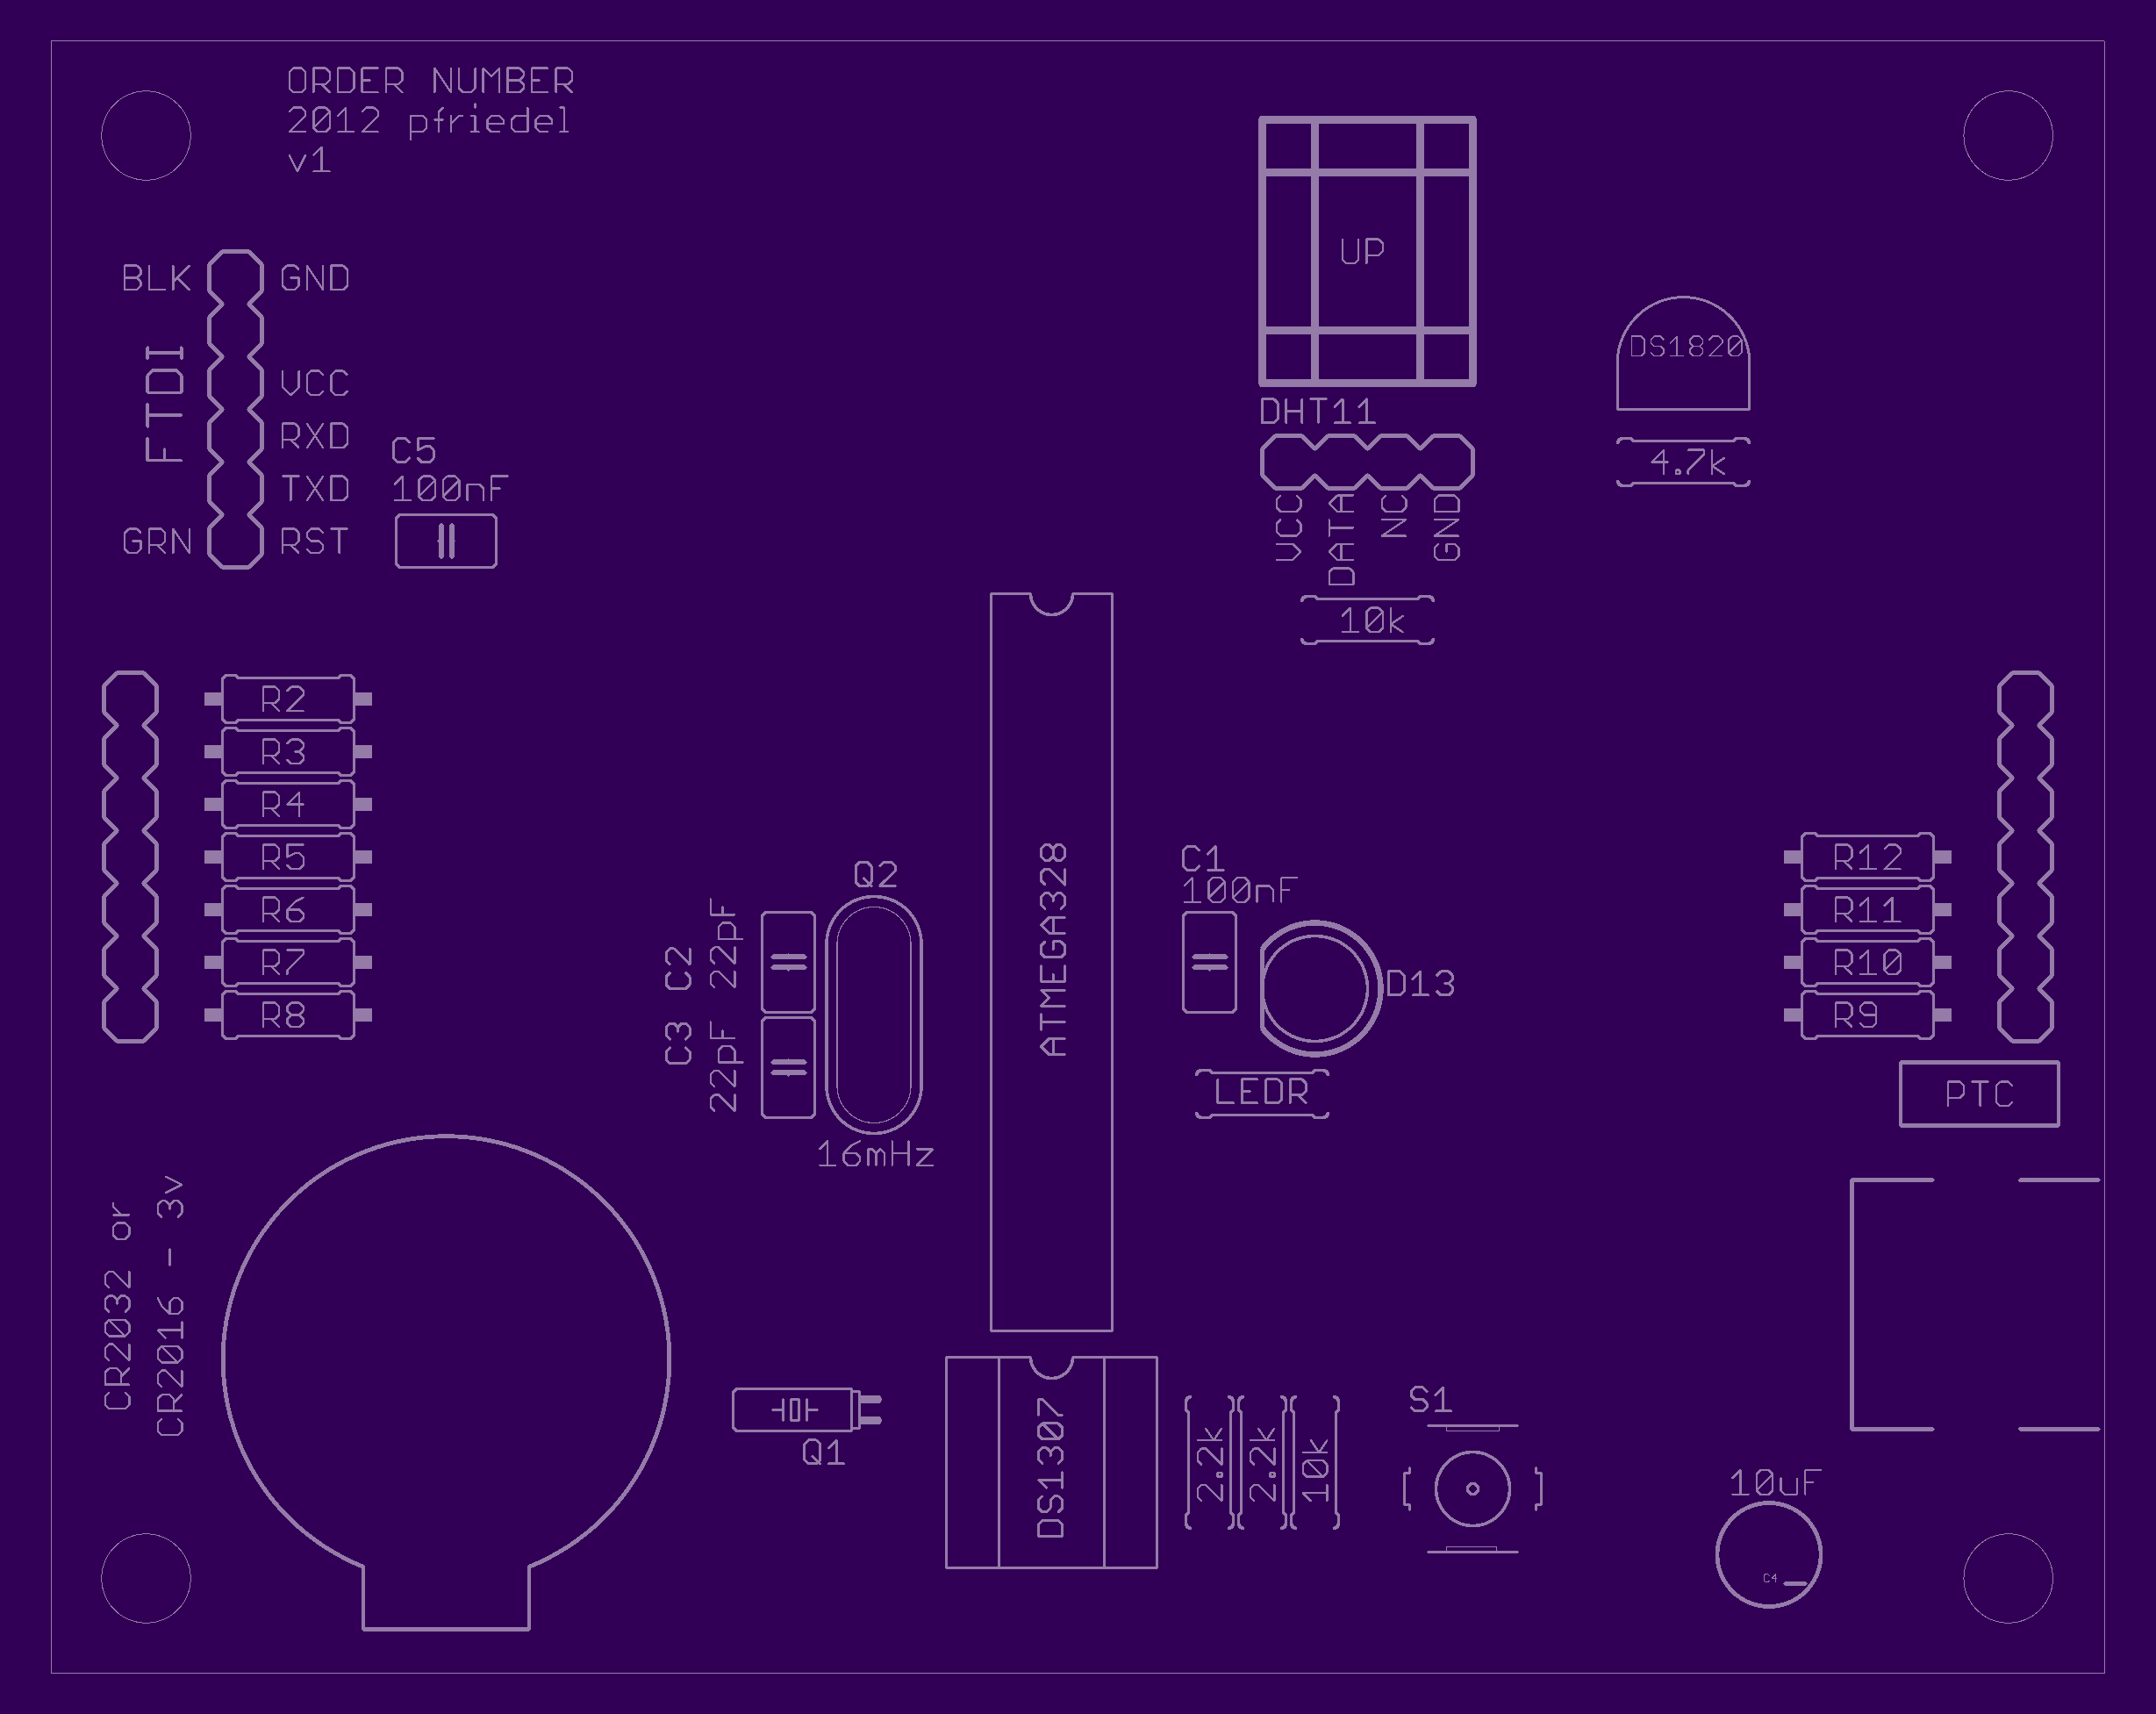 ORDER NUMBER
2012 pfriedel
v1
BLK
GND
FTDI
VCC
RXD
TXD
GRN
RST
C5
100nF
UP
DHT11
VCC
DATA
NC
GND
10k
DS1820
4.7k
R2
R3
R4
R5
R6
R7
R8
Q2
C2
22pF
C3
22pF
16mHz
ATMEGA328
C1
100nF
D13
LEDR
R12
R11
R10
R9
PTC
CR2032 or
CR2016 - 3v
Q1
DS1307
2.2k
2.2k
10k
S1
10uF
C4